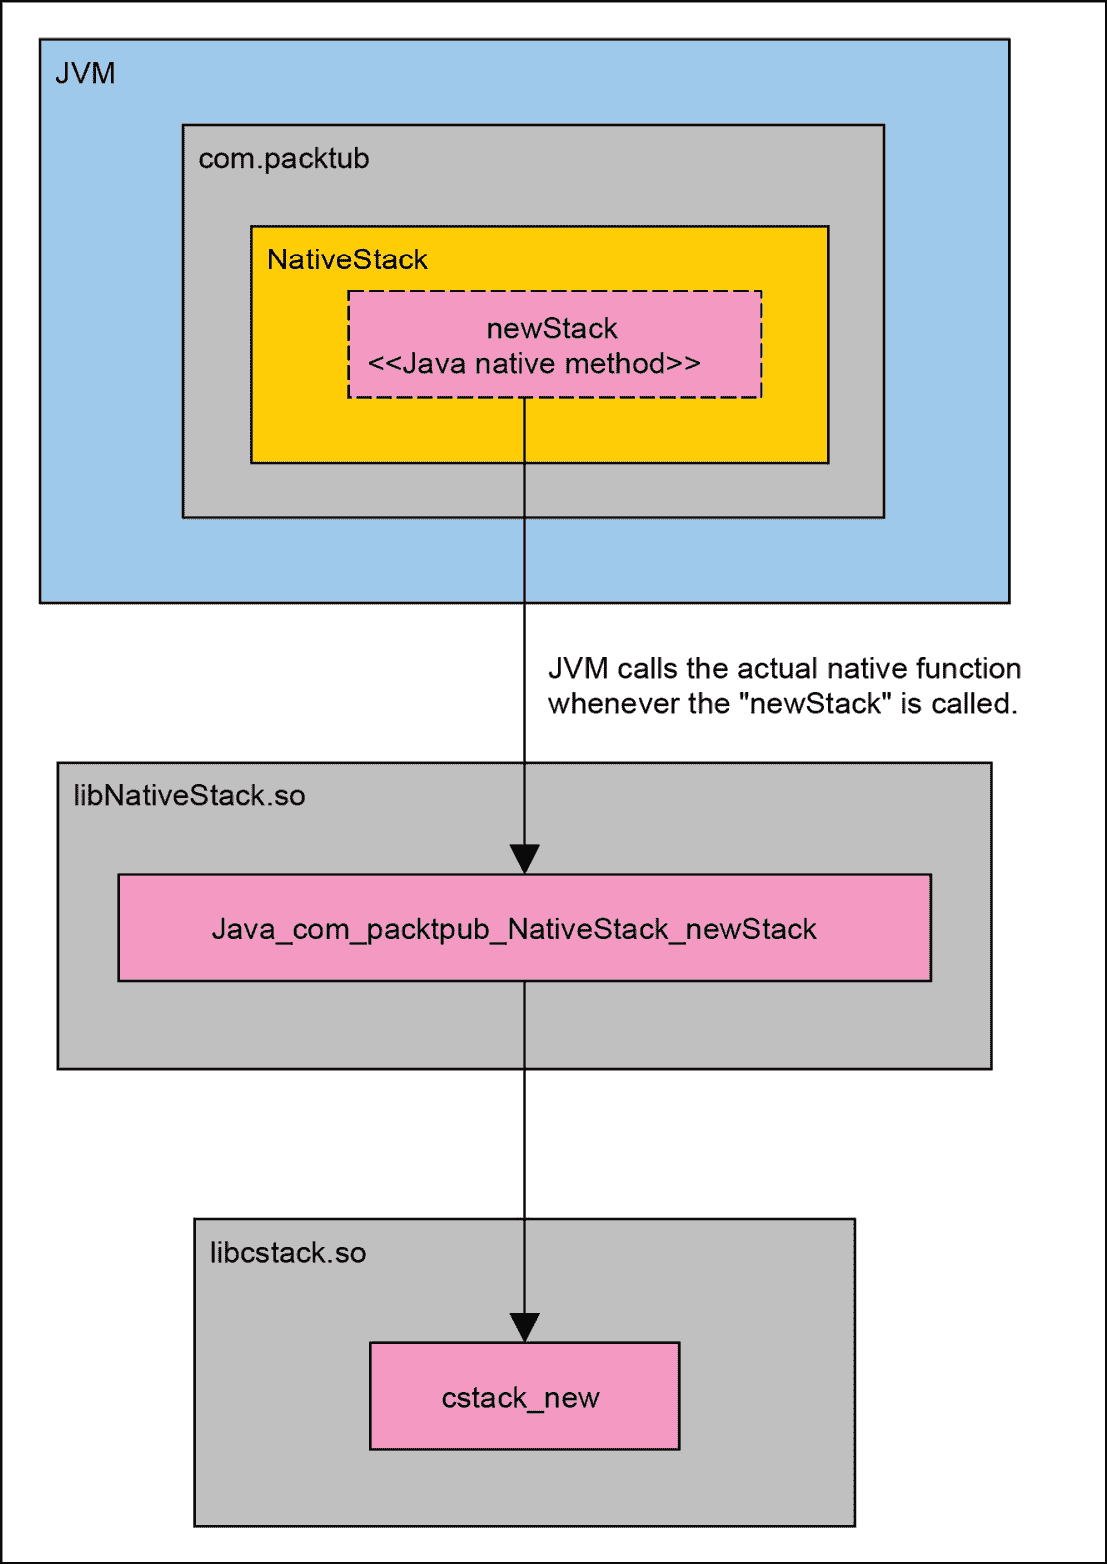 JVM
com.packtub
NativeStack
newStack
<<Java native method>>
JVM calls the actual native function
whenever the "newStack" is called.
libNativeStack.so
Java_com_packtpub_NativeStack_newStack
libcstack.so
cstack_new